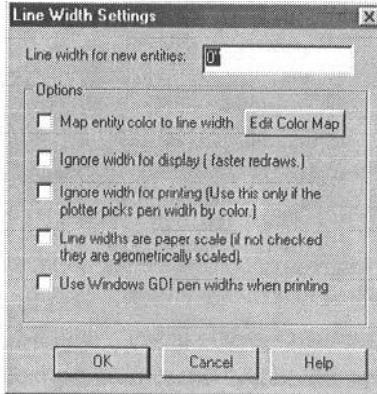 Line Width Settings
Line width for new entities: 0"
Options
Map entity color to line width Edit Color Map
Ignore width for display ( faster redraws.)
Ignore width for printing (Use this only if the
plotter picks pen width by color.)
Line widths are paper scale (if not checked
they are geometrically scaled).
Use Windows GDI pen widths when printing
OK Cancel Help